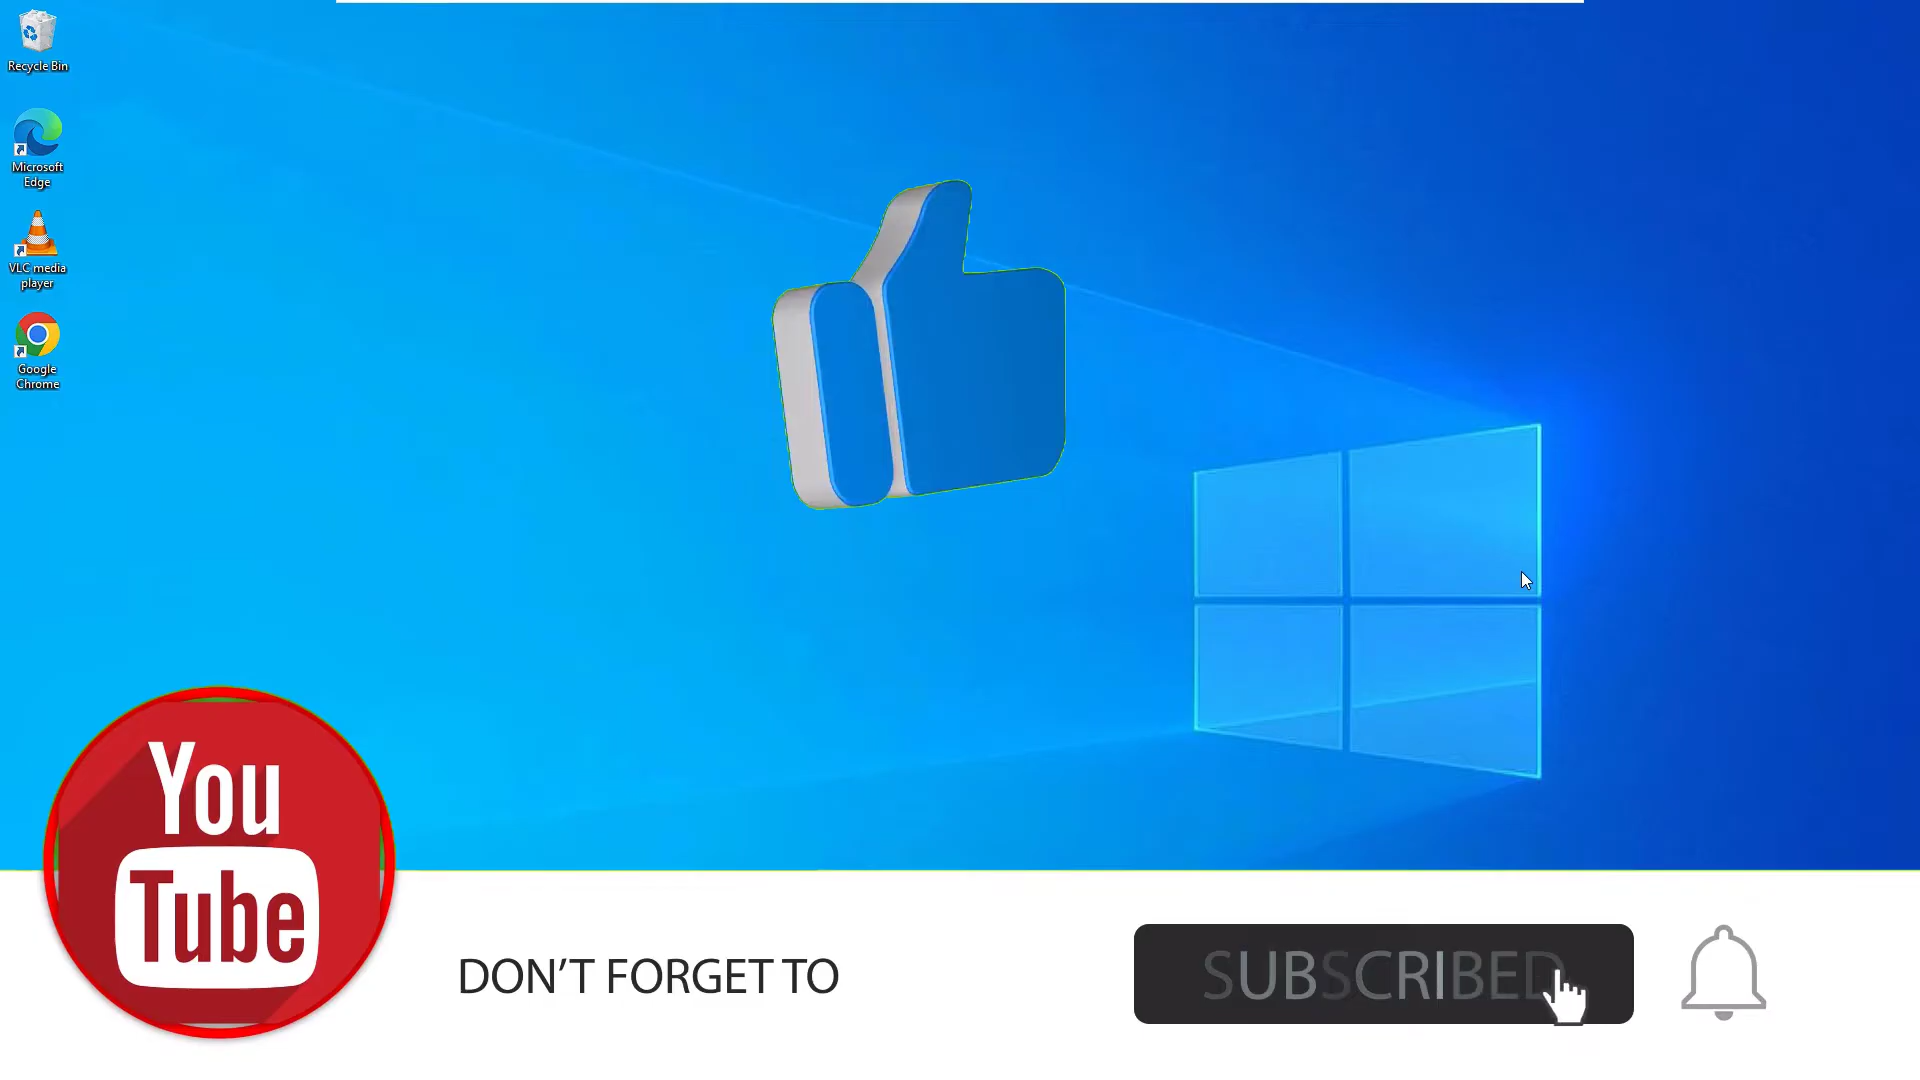 Recycle Bin
Microsoft
Edge
VLC media
player
Google
Chrome
You
Tube
DON'T FORGET TO
SUBSCRIBED